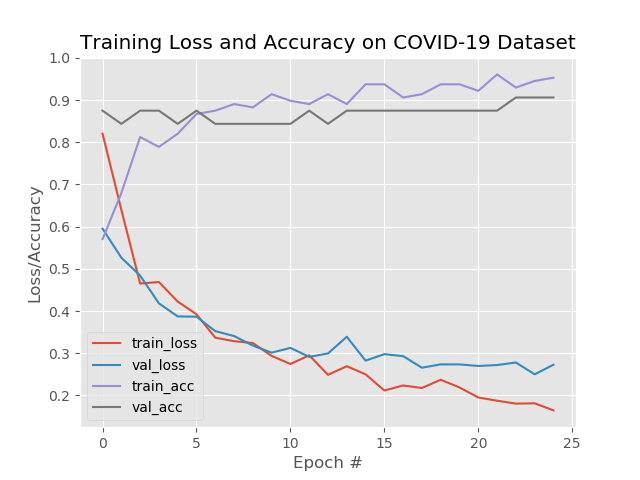 Training Loss and Accuracy on COVID-19 Dataset
1.0
0.9
0.8
0.7
0.6
0.5
0.4
0.3
0.2
Loss/Accuracy
train_loss
val_loss
train_acc
val_acc
0 5 10 15 20 25
Epoch #